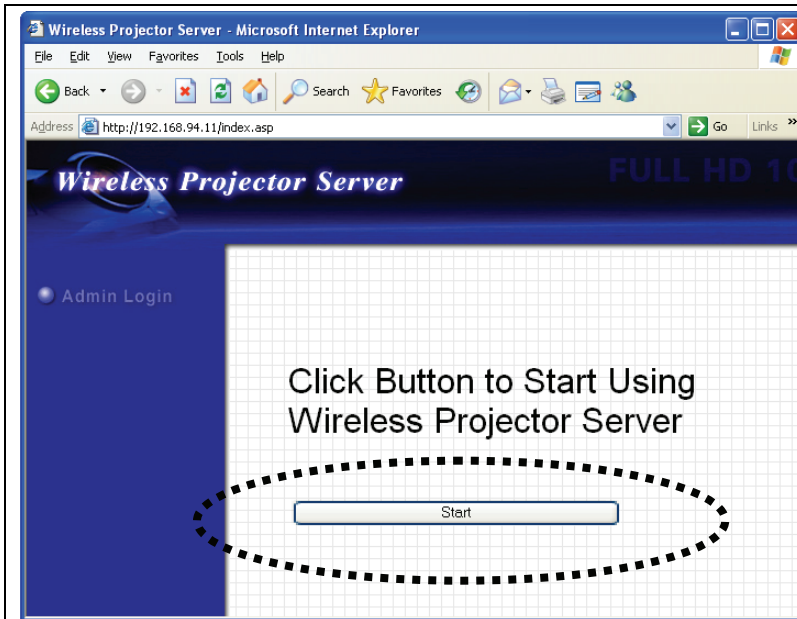 Wireless Projector Server - Microsoft Internet Explorer
File Edit View Favorites Tools Help
Back Search Favorites
Address http://192.168.94.11/index.asp Go Links »
Wireless Projector Server
FULL HD 10
Admin Login
Click Button to Start Using
Wireless Projector Server
Start